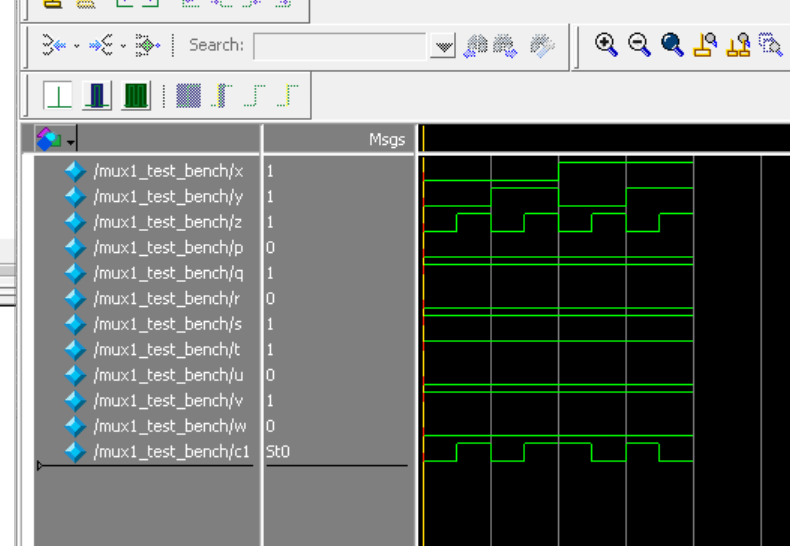 Search:
Msgs
/mux1_test_bench/x 1
/mux1_test_bench/y 1
/mux1_test_bench/z 1
/mux1_test_bench/p 0
/mux1_test_bench/q 1
/mux1_test_bench/r 0
/mux1_test_bench/s 1
/mux1_test_bench/t 1
/mux1_test_bench/u 0
/mux1_test_bench/v 1
/mux1_test_bench/w 0
/mux1_test_bench/c1 St0